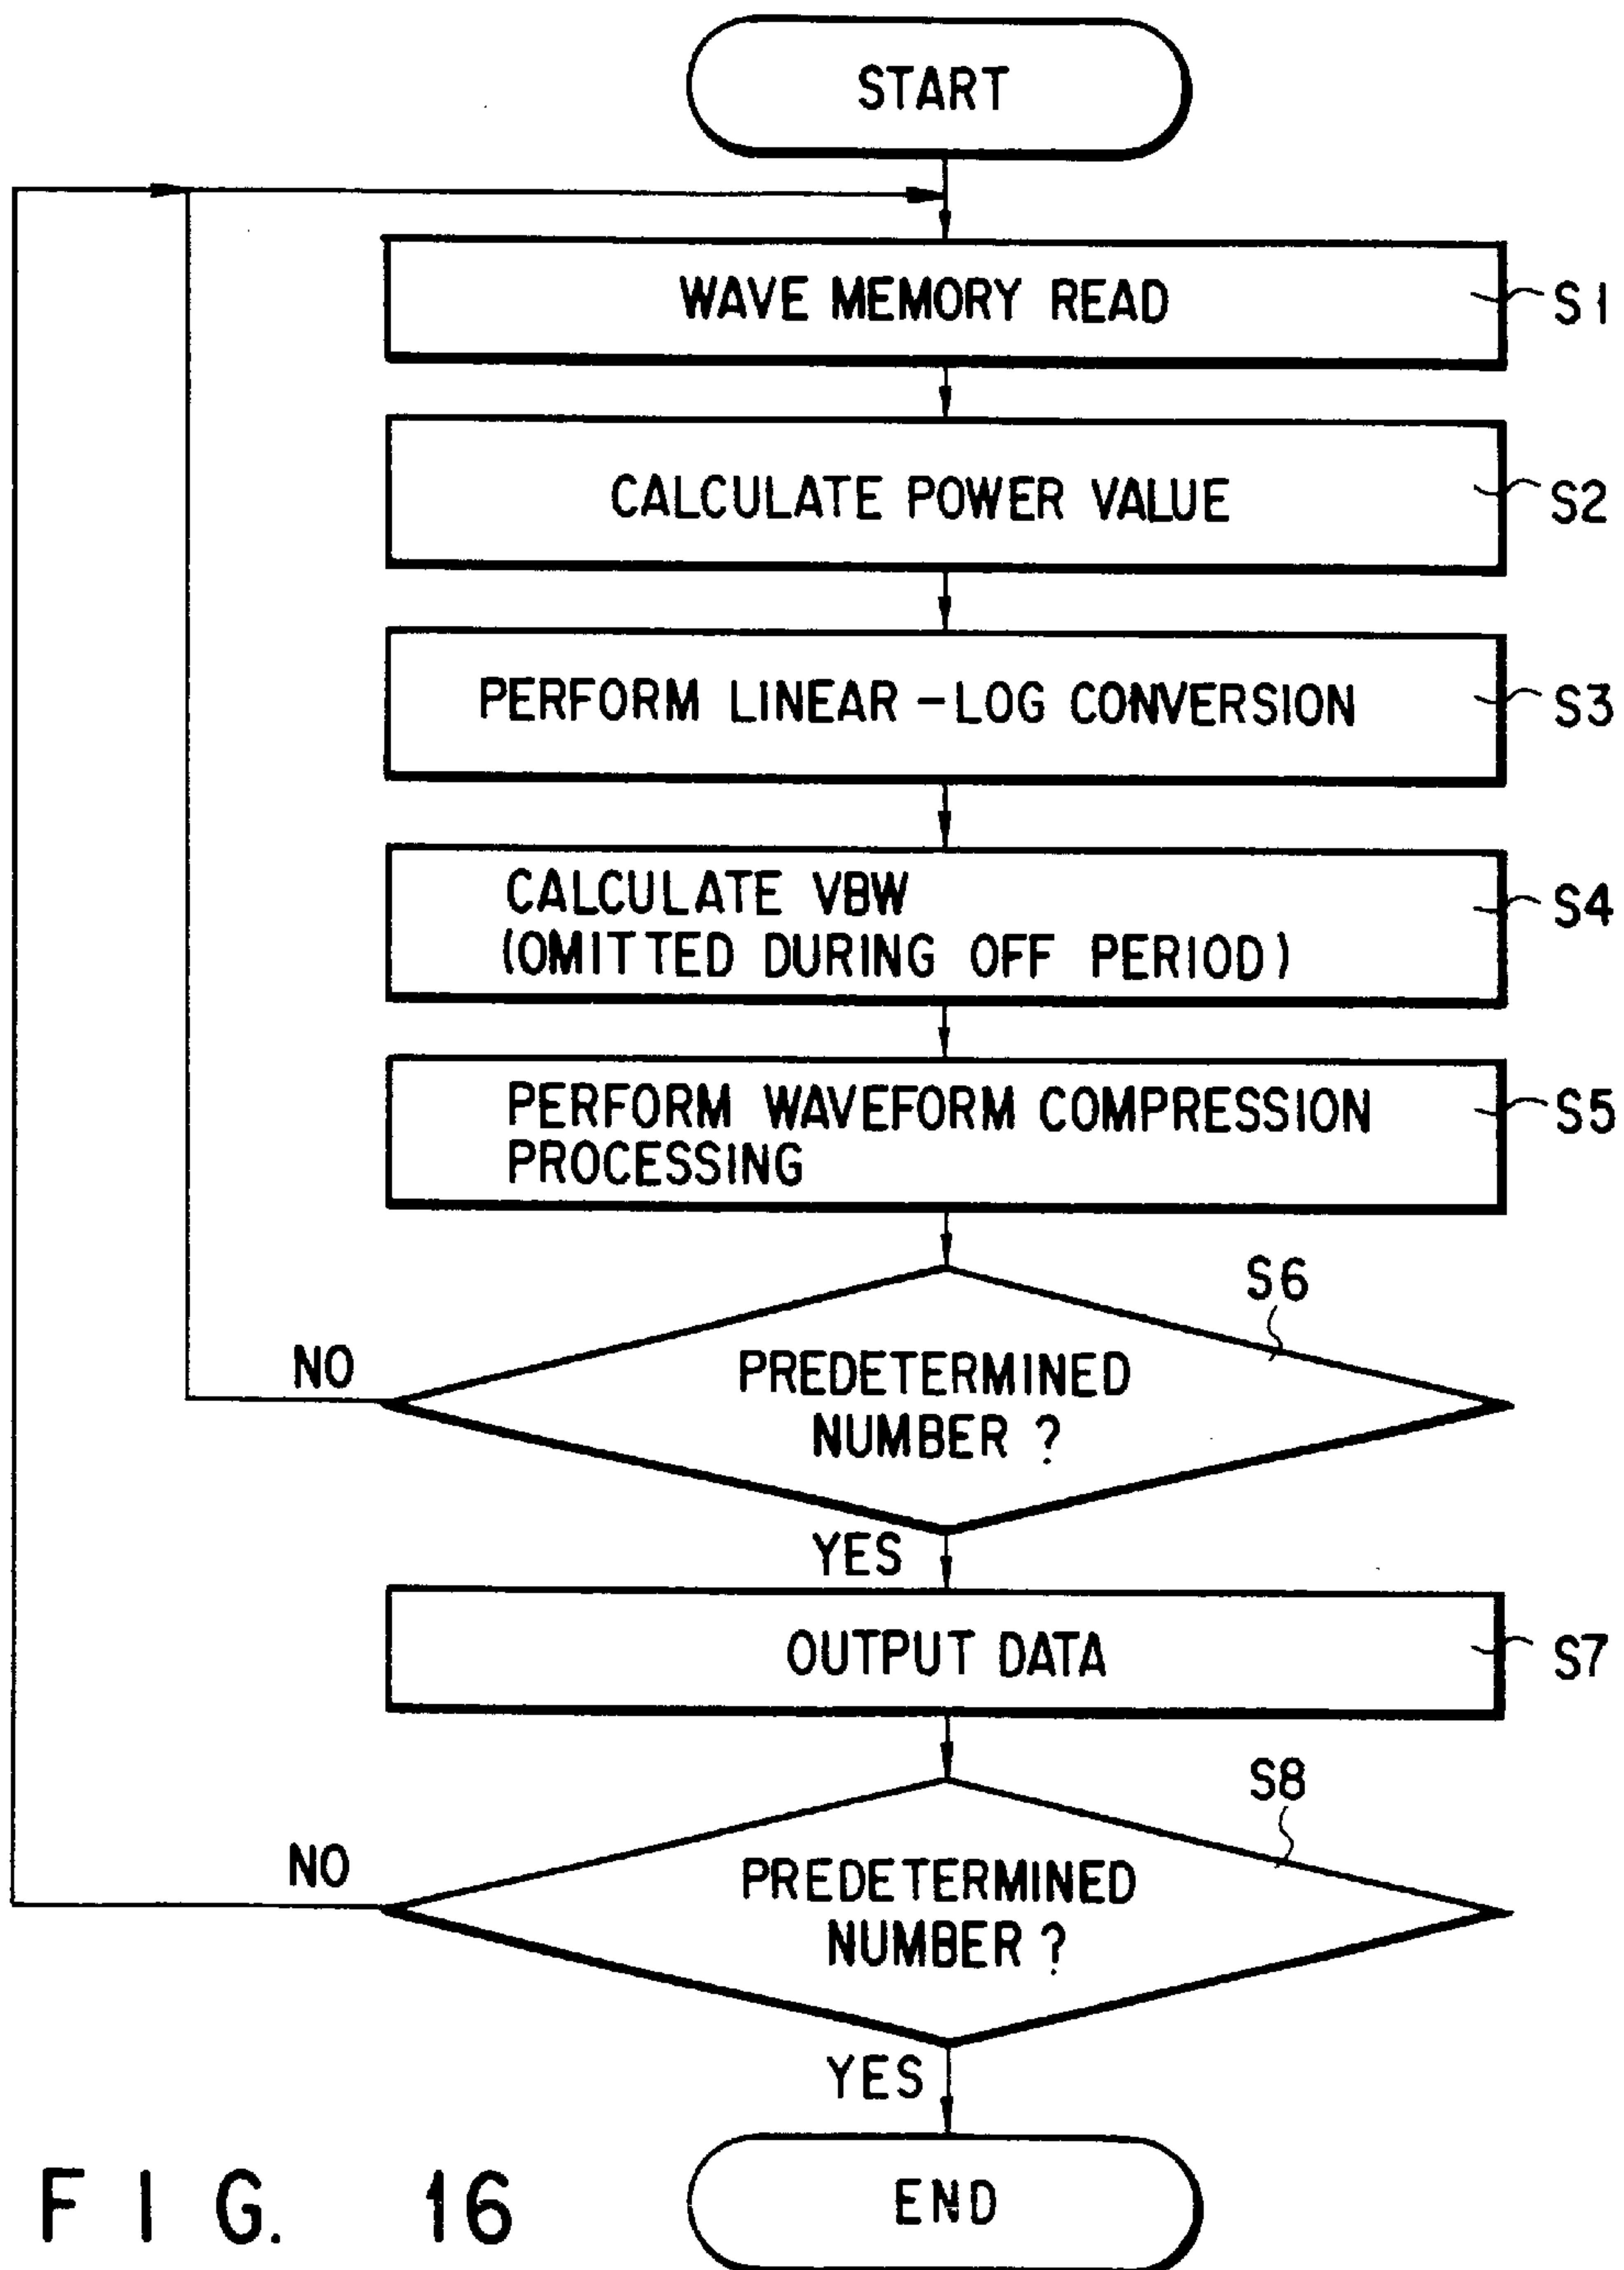 START
WAVE MEMORY READ
S1
CALCULATE POWER VALUE
S2
PERFORM LINEAR-LOG CONVERSION
S3
CALCULATE VBW
(OMITTED DURING OFF PERIOD)
S4
PERFORM WAVEFORM COMPRESSION
PROCESSING
S5
S6
NO
PREDETERMINED
NUMBER?
YES
OUTPUT DATA
S7
S8
NO
PREDETERMINED
NUMBER?
YES
END
FIG. 16